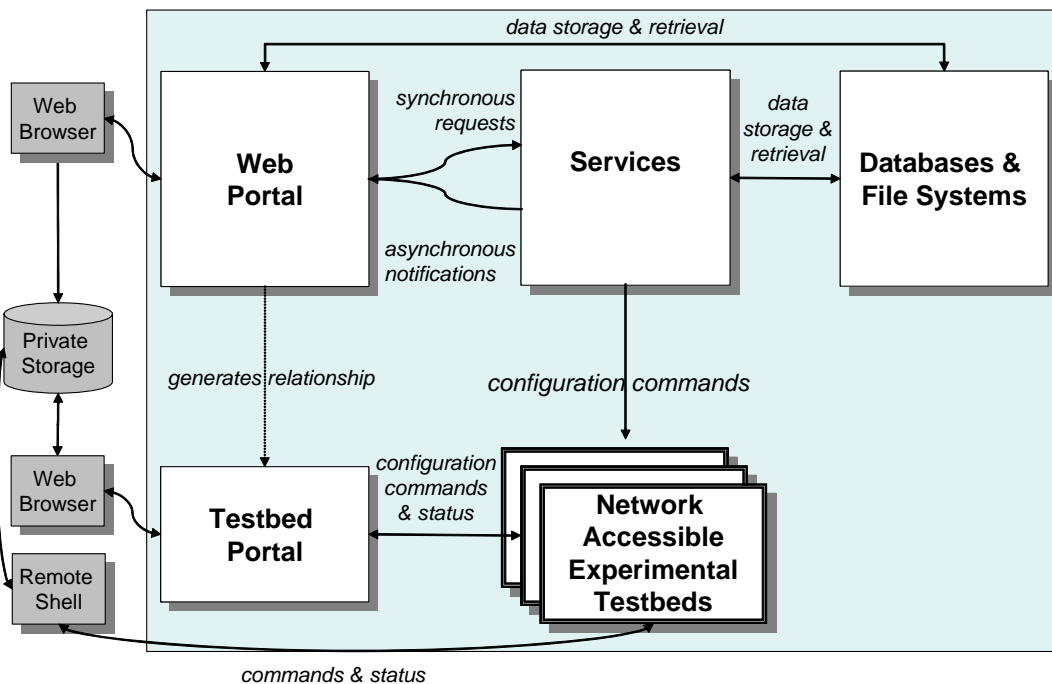 data storage & retrieval
Web
Browser
synchronous
requests
data
storage &
retrieval
Web
Portal
Services
Databases &
File Systems
asynchronous
notifications
Private
Storage
generates relationship
configuration commands
Web
Browser
configuration
commands
& status
Testbed
Portal
Network
Accessible
Experimental
Testbeds
Remote
Shell
commands & status